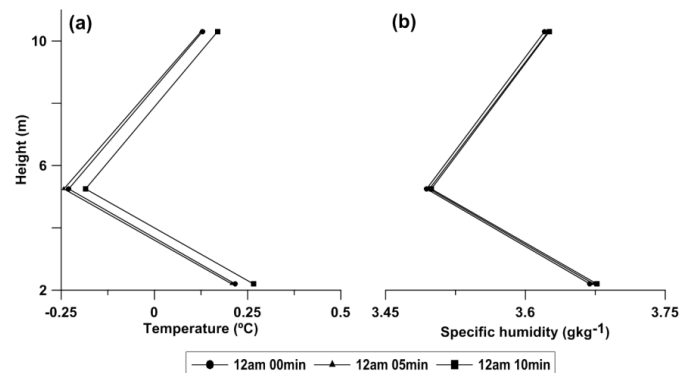 (a)
(b)
Height (m)
10
6
2
-0.25 0 0.25 0.5
Temperature (ºC)
3.45 3.6 3.75
Specific humidity (gkg-1)
12am 00min 12am 05min 12am 10min